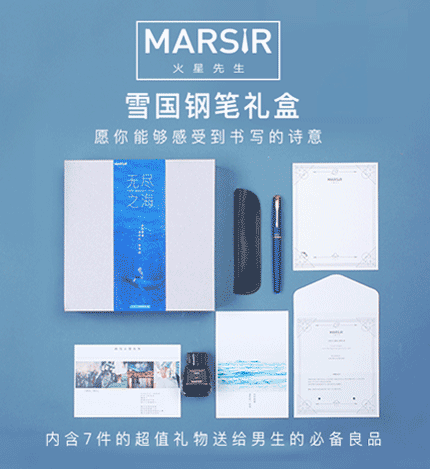 MARSIR
火星先生
雪国钢笔礼盒
愿你能够感受到书写的诗意
MARSIR
无尽
之海
内含7件的超值礼物送给男生的必备良品